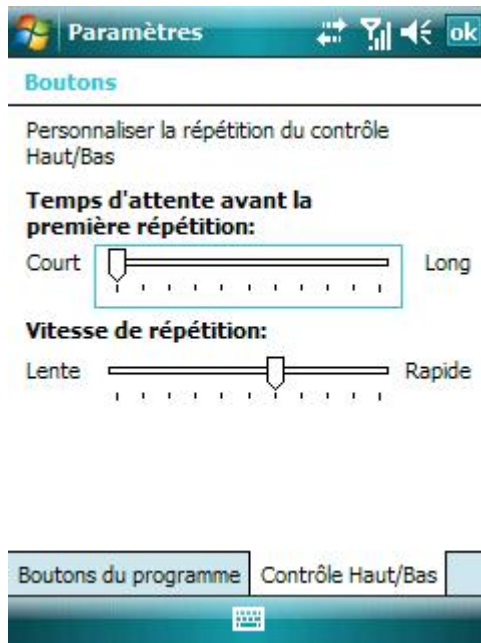 Paramètres
ok
Boutons
Personnaliser la répétition du contrôle
Haut/Bas
Temps d'attente avant la
première répétition:
Court Long
Vitesse de répétition:
Lente Rapide
Boutons du programme Contrôle Haut/Bas